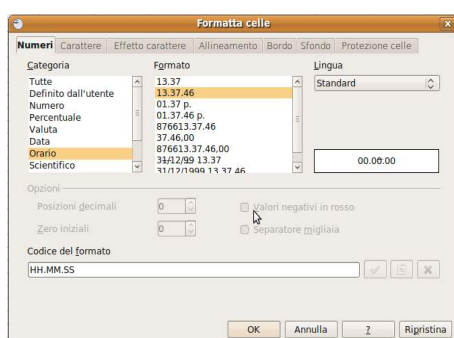 Formatta celle
Numeri Carattere Effetto carattere Allineamento Bordo Sfondo Protezione celle
Categoria Formato Lingua
Tutte
Definito dall'utente
Numero
Percentuale
Valuta
Data
Orario
Scientifico
13.37
13.37.46
01.37 p.
01.37.46 p.
876613.37.46
37.46,00
876613.37.46,00
31/12/99 13.37
31/12/1999 13.37.46
Standard
00.00.00
Opzioni
Posizioni decimali 0 Valori negativi in rosso
Zero iniziali 0 Separatore migliaia
Codice del formato
HH.MM.SS
OK Annulla ? Ripristina